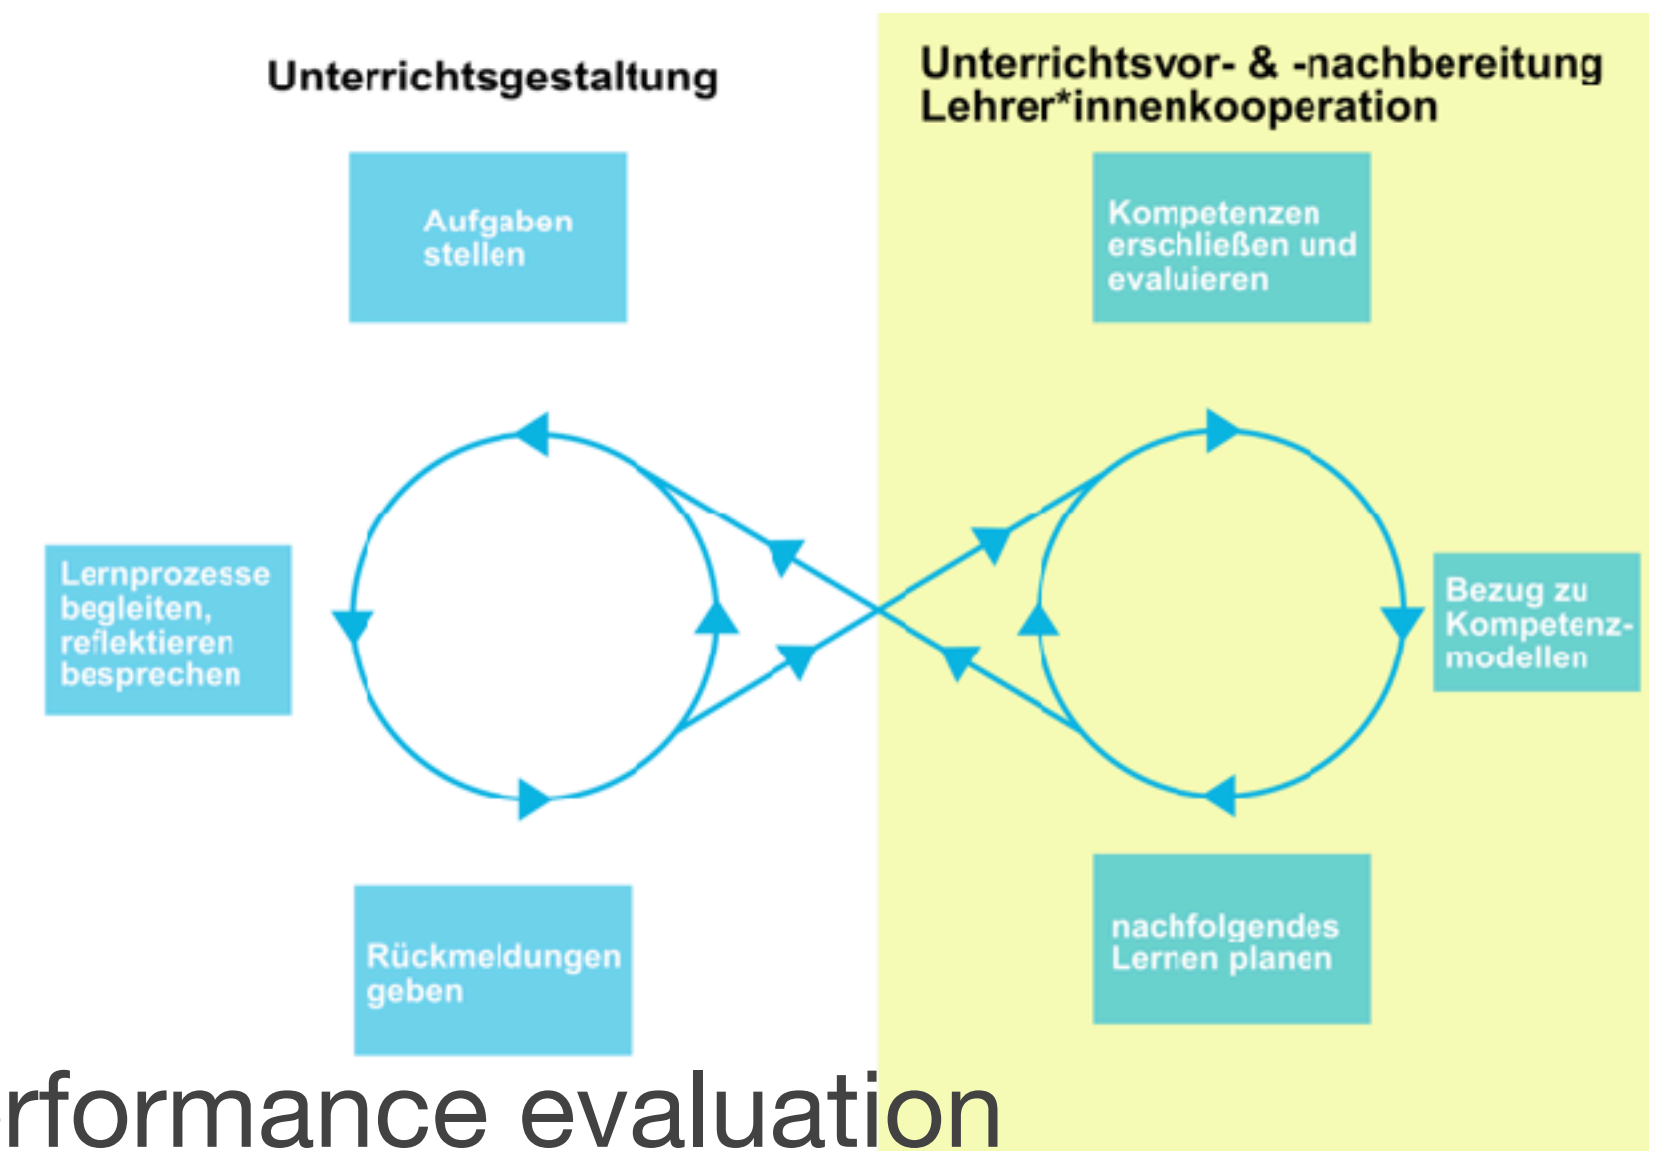 Unterrichtsgestaltung
Unterrichtsvor- & -nachbereitung
Lehrer*innenkooperation
Aufgaben
stellen
Kompetenzen
erschließen und
evaluieren
Lernprozesse
begleiten,
reflektieren
besprechen
Bezug zu
Kompetenz-
modellen
Rückmeldungen
geben
nachfolgendes
Lernen planen
rformance evaluation